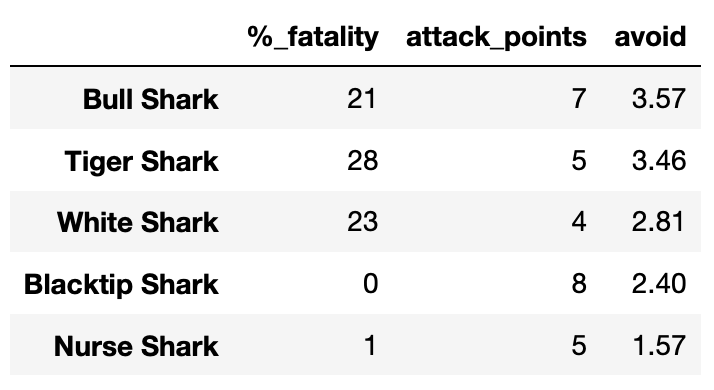 %_fatality attack_points avoid
Bull Shark 21 7 3.57
Tiger Shark 28 5 3.46
White Shark 23 4 2.81
Blacktip Shark 0 8 2.40
Nurse Shark 1 5 1.57